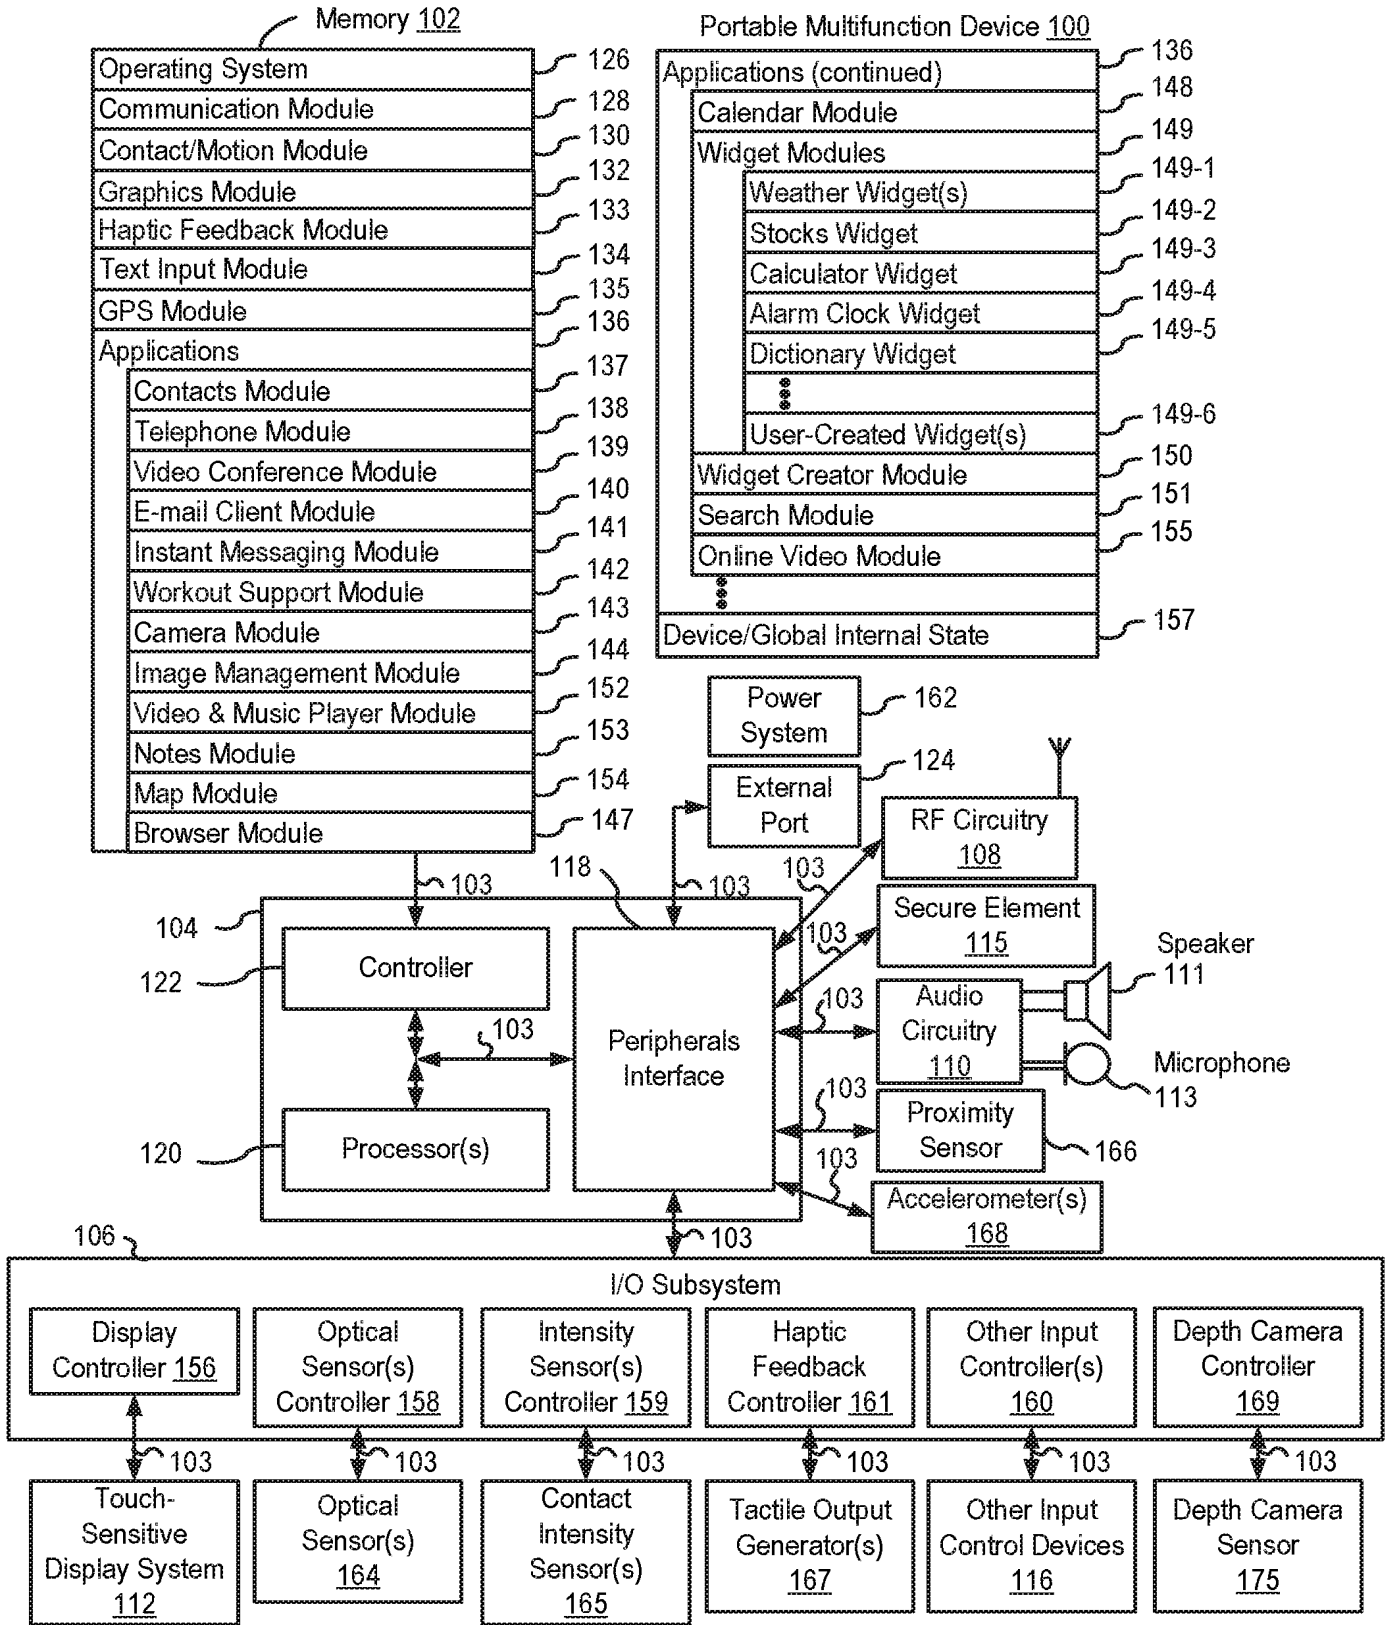 Memory 102
Operating System 126
Communication Module 128
Contact/Motion Module 130
Graphics Module 132
Haptic Feedback Module 133
Text Input Module 134
GPS Module 135
Applications 136
Contacts Module 137
Telephone Module 138
Video Conference Module 139
E-mail Client Module 140
Instant Messaging Module 141
Workout Support Module 142
Camera Module 143
Image Management Module 144
Video & Music Player Module 152
Notes Module 153
Map Module 154
Browser Module 147
Portable Multifunction Device 100
Applications (continued) 136
Calendar Module 148
Widget Modules 149
Weather Widget(s) 149-1
Stocks Widget 149-2
Calculator Widget 149-3
Alarm Clock Widget 149-4
Dictionary Widget 149-5
User-Created Widget(s) 149-6
Widget Creator Module 150
Search Module 151
Online Video Module 155
Device/Global Internal State 157
Power
System
162
External
Port
124
RF Circuitry
108
103
103
103
118
104
Secure Element
115
103
Controller
122
Speaker
111
Audio
Circuitry
110
103
Peripherals
Interface
103
Microphone
113
Processor(s)
120
Proximity
Sensor
166
103
Accelerometer(s)
168
103
103
106
I/O Subsystem
Display
Controller 156
Optical
Sensor(s)
Controller 158
Intensity
Sensor(s)
Controller 159
Haptic
Feedback
Controller 161
Other Input
Controller(s)
160
Depth Camera
Controller
169
103
103
103
103
103
103
Touch-
Sensitive
Display System
112
Optical
Sensor(s)
164
Contact
Intensity
Sensor(s)
165
Tactile Output
Generator(s)
167
Other Input
Control Devices
116
Depth Camera
Sensor
175